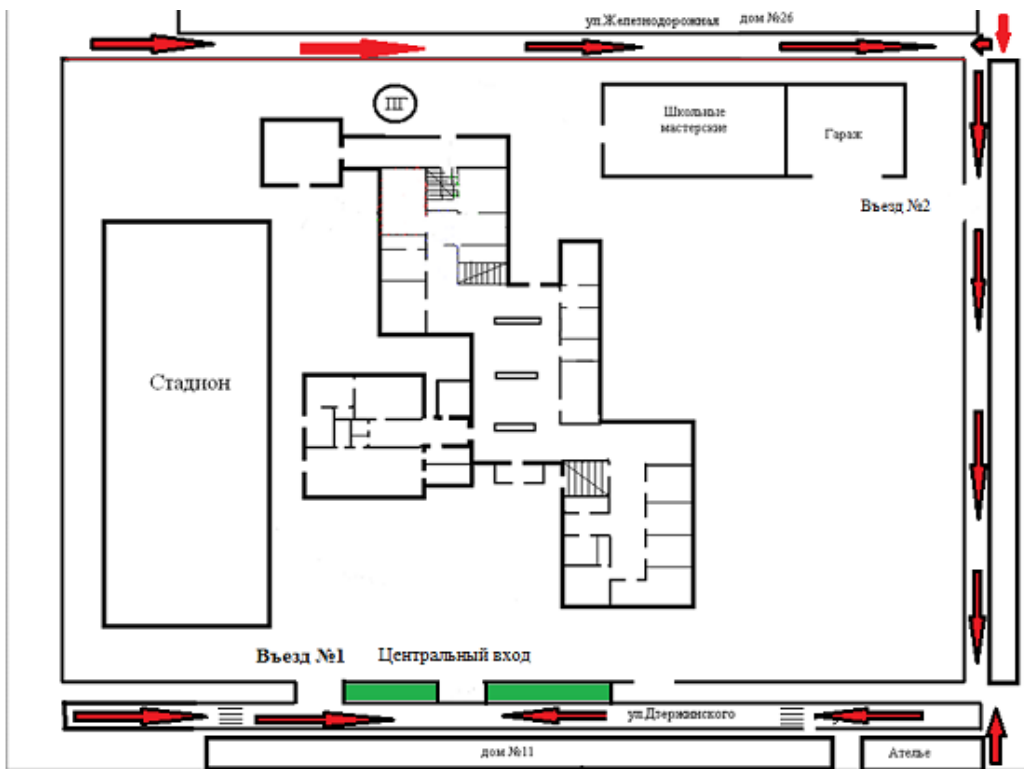 ул.Железнодорожная дом №26
ПГ
Школьные
мастерские
Гараж
Въезд №2
Стадион
Въезд №1 Центральный вход
ул.Дзержинского
дом №11
Ателье